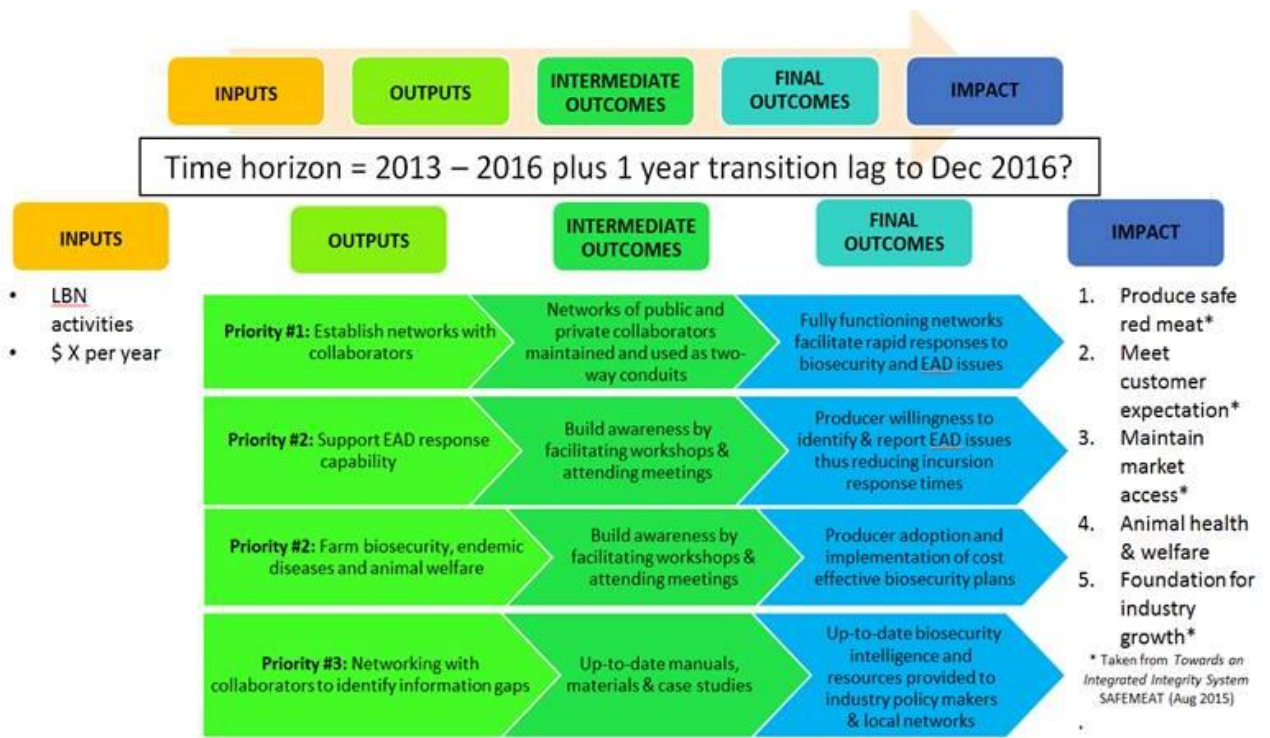 INPUTS
OUTPUTS
INTERMEDIATE
OUTCOMES
FINAL
OUTCOMES
IMPACT
Time horizon = 2013 – 2016 plus 1 year transition lag to Dec 2016?
INPUTS
OUTPUTS
INTERMEDIATE
OUTCOMES
FINAL
OUTCOMES
IMPACT
• LBN
activities
• $ X per year
Priority #1: Establish networks with
collaborators
Networks of public and
private collaborators
maintained and used as two-
way conduits
Fully functioning networks
facilitate rapid responses to
biosecurity and EAD issues
Priority #2: Support EAD response
capability
Build awareness by
facilitating workshops &
attending meetings
Producer willingness to
identify & report EAD issues
thus reducing incursion
response times
Priority #2: Farm biosecurity, endemic
diseases and animal welfare
Build awareness by
facilitating workshops &
attending meetings
Producer adoption and
implementation of cost
effective biosecurity plans
Priority #3: Networking with
collaborators to identify information gaps
Up-to-date manuals,
materials & case studies
Up-to-date biosecurity
intelligence and
resources provided to
industry policy makers
& local networks
1. Produce safe
red meat*
2. Meet
customer
expectation*
3. Maintain
market
access*
4. Animal health
& welfare
5. Foundation for
industry
growth*
* Taken from Towards an
Integrated Integrity System
SAFEMEAT (Aug 2015)